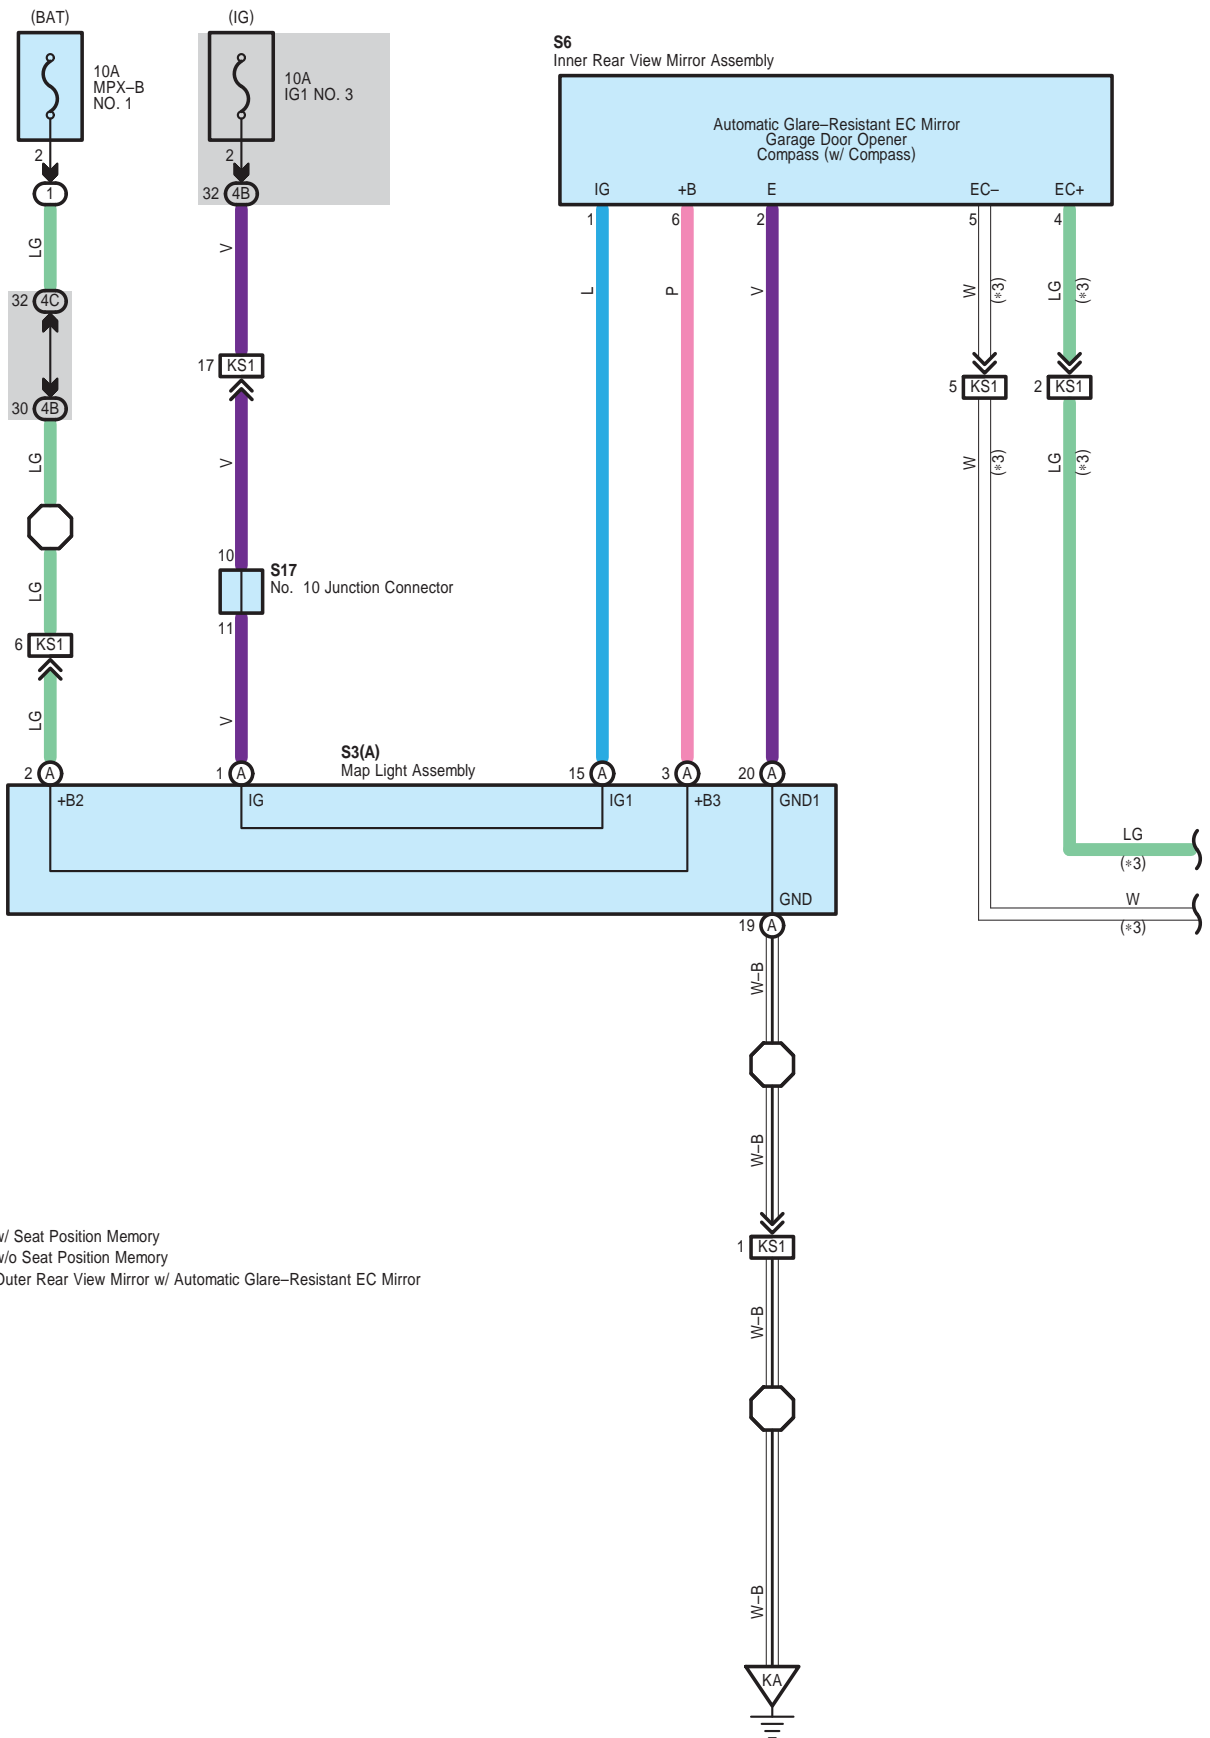 (BAT)
10A
MPX–B
NO. 1
2
1
LG
32 4C
30 4B
LG
LG
6 KS1
LG
(IG)
10A
IG1 NO. 3
2
32 4B
V
17 KS1
V
10
S17
No. 10 Junction Connector
11
V
S6
Inner Rear View Mirror Assembly
Automatic Glare–Resistant EC Mirror
Garage Door Opener
Compass (w/ Compass)
IG +B E EC– EC+
1 6 2 5 4
L P V W (*3) LG (*3)
5 KS1 2 KS1
W (*3) LG (*3)
S3(A)
Map Light Assembly
2 A 1 A 15 A 3 A 20 A
+B2 IG IG1 +B3 GND1
GND
19 A
LG
(*3)
W
(*3)
W–B
W–B
1 KS1
W–B
W–B
KA
w/ Seat Position Memory
w/o Seat Position Memory
Outer Rear View Mirror w/ Automatic Glare–Resistant EC Mirror